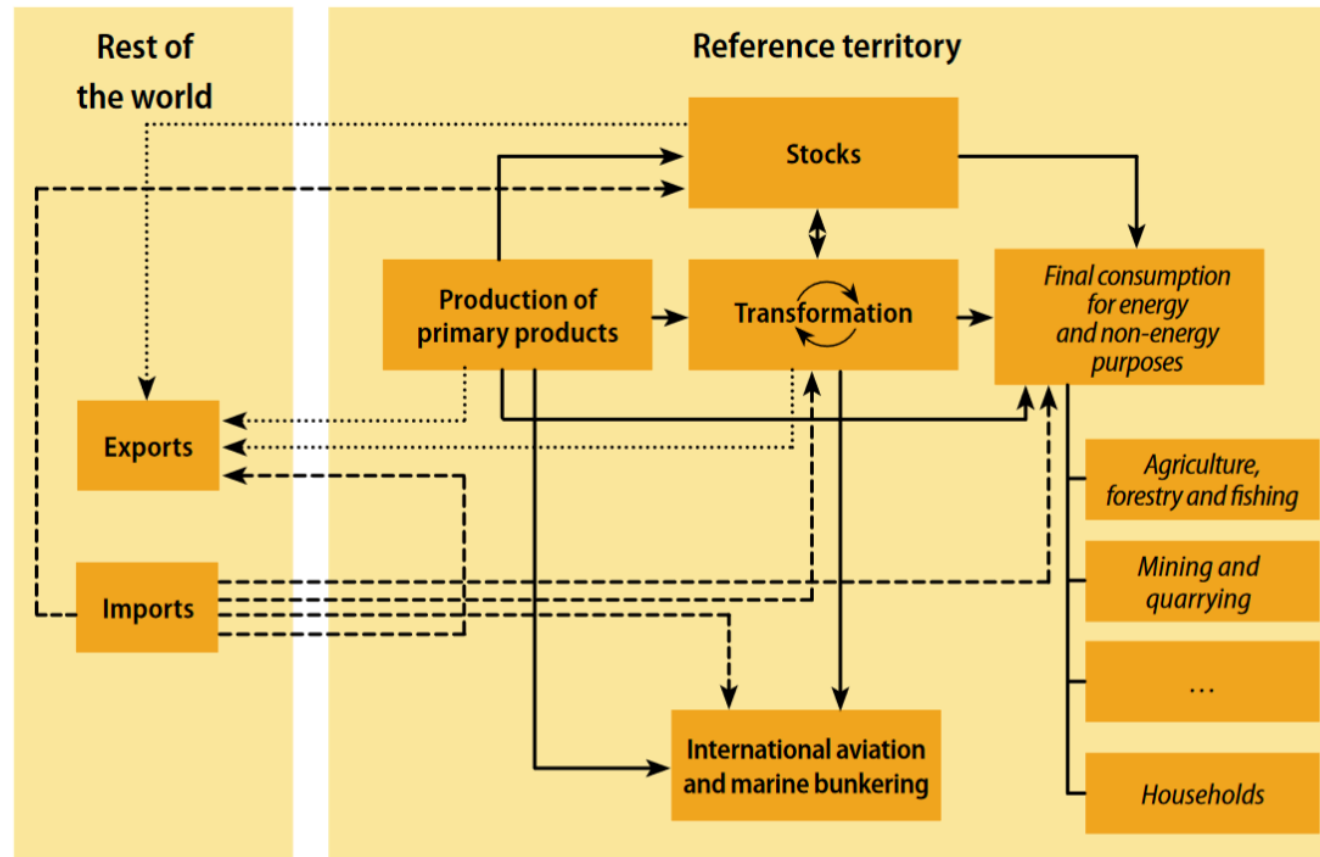 Rest of
the world
Reference territory
Stocks
Production of
primary products
Transformation
Final consumption
for energy
and non-energy
purposes
Exports
Agriculture,
forestry and fishing
Imports
Mining and
quarrying
...
International aviation
and marine bunkering
Households